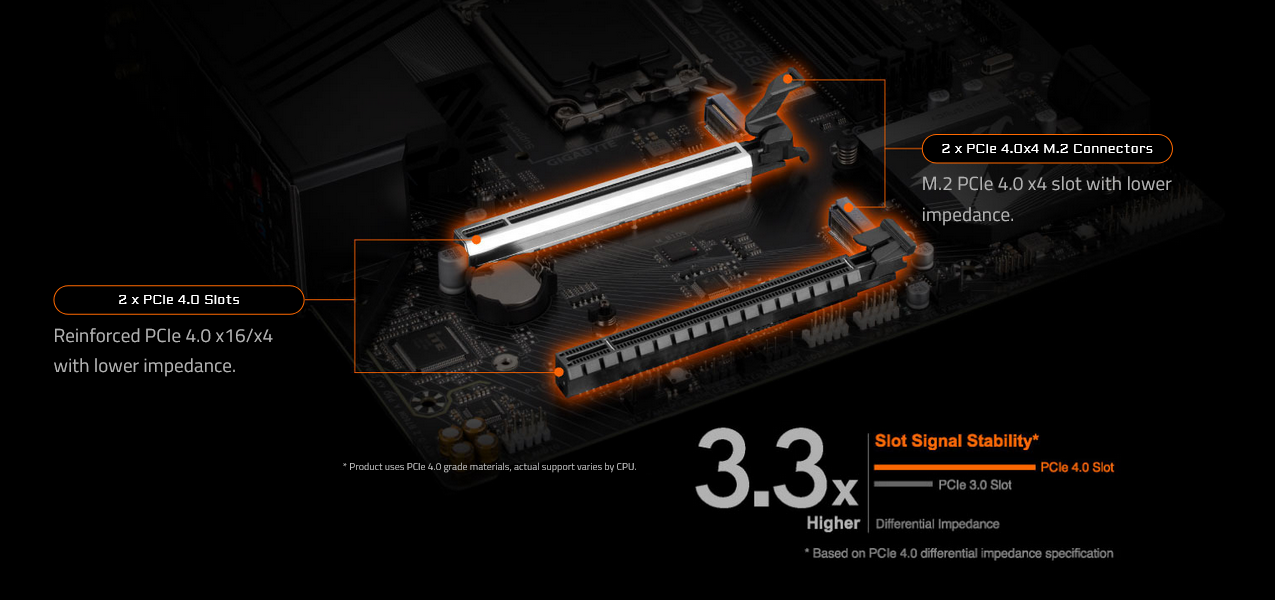 B760M
GIGABYTE
2 x PCIe 4.0x4 M.2 Connectors
M.2 PCIe 4.0 x4 slot with lower
impedance.
2 x PCIe 4.0 Slots
Reinforced PCIe 4.0 x16/x4
with lower impedance.
* Product uses PCIe 4.0 grade materials, actual support varies by CPU.
3.3x
Higher
Slot Signal Stability*
PCIe 4.0 Slot
PCIe 3.0 Slot
Differential Impedance
* Based on PCIe 4.0 differential impedance specification